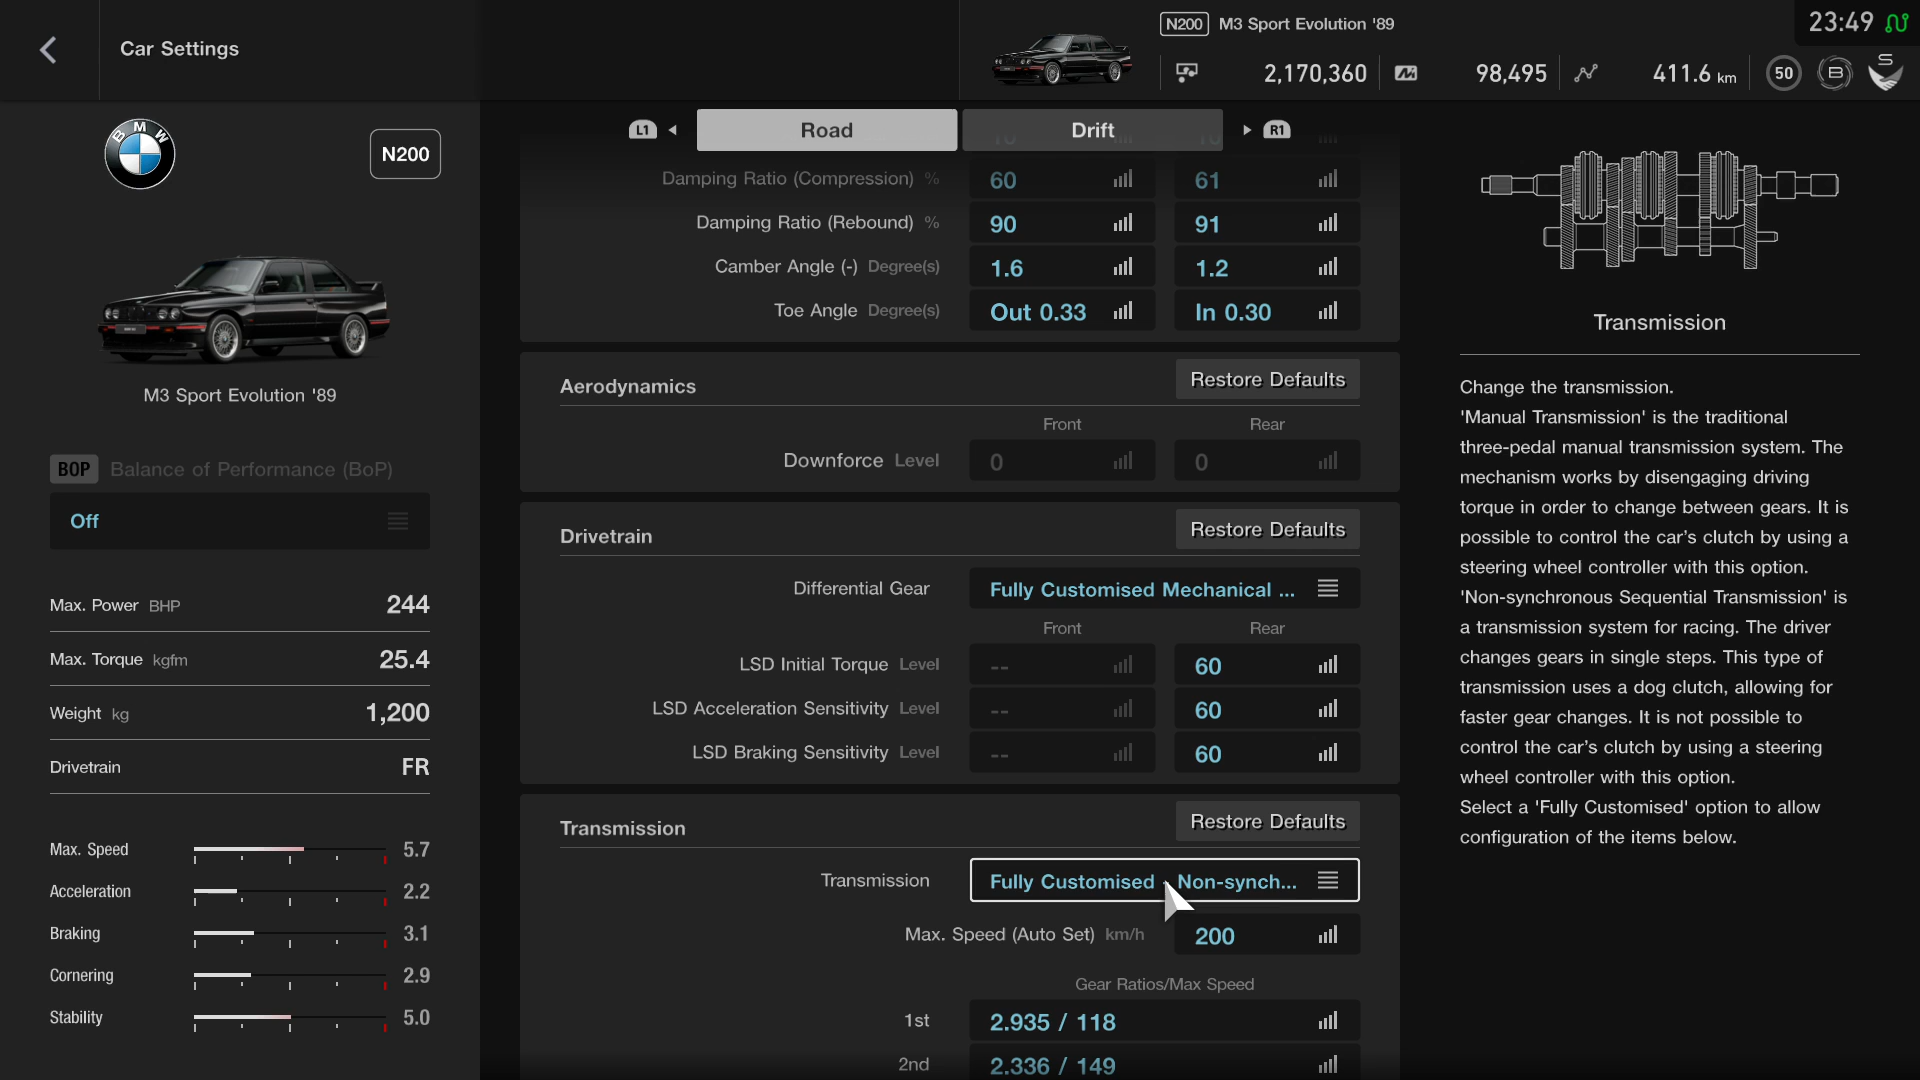 Car Settings
N200 M3 Sport Evolution '89
23:49
2,170,360
98,495
411.6 km
50
B
S
BMW
N200
M3 Sport Evolution '89
BOP Balance of Performance (BoP)
Off
Max. Power BHP 244
Max. Torque kgfm 25.4
Weight kg 1,200
Drivetrain FR
Max. Speed 5.7
Acceleration 2.2
Braking 3.1
Cornering 2.9
Stability 5.0
L1 Road Drift R1
Damping Ratio (Compression) % 60 61
Damping Ratio (Rebound) % 90 91
Camber Angle (-) Degree(s) 1.6 1.2
Toe Angle Degree(s) Out 0.33 In 0.30
Aerodynamics Restore Defaults
Front Rear
Downforce Level 0 0
Drivetrain Restore Defaults
Differential Gear Fully Customised Mechanical ...
Front Rear
LSD Initial Torque Level -- 60
LSD Acceleration Sensitivity Level -- 60
LSD Braking Sensitivity Level -- 60
Transmission Restore Defaults
Transmission Fully Customised - Non-synch...
Max. Speed (Auto Set) km/h 200
Gear Ratios/Max Speed
1st 2.935 / 118
2nd 2.336 / 149
Transmission
Change the transmission.
'Manual Transmission' is the traditional
three-pedal manual transmission system. The
mechanism works by disengaging driving
torque in order to change between gears. It is
possible to control the car's clutch by using a
steering wheel controller with this option.
'Non-synchronous Sequential Transmission' is
a transmission system for racing. The driver
changes gears in single steps. This type of
transmission uses a dog clutch, allowing for
faster gear changes. It is not possible to
control the car's clutch by using a steering
wheel controller with this option.
Select a 'Fully Customised' option to allow
configuration of the items below.